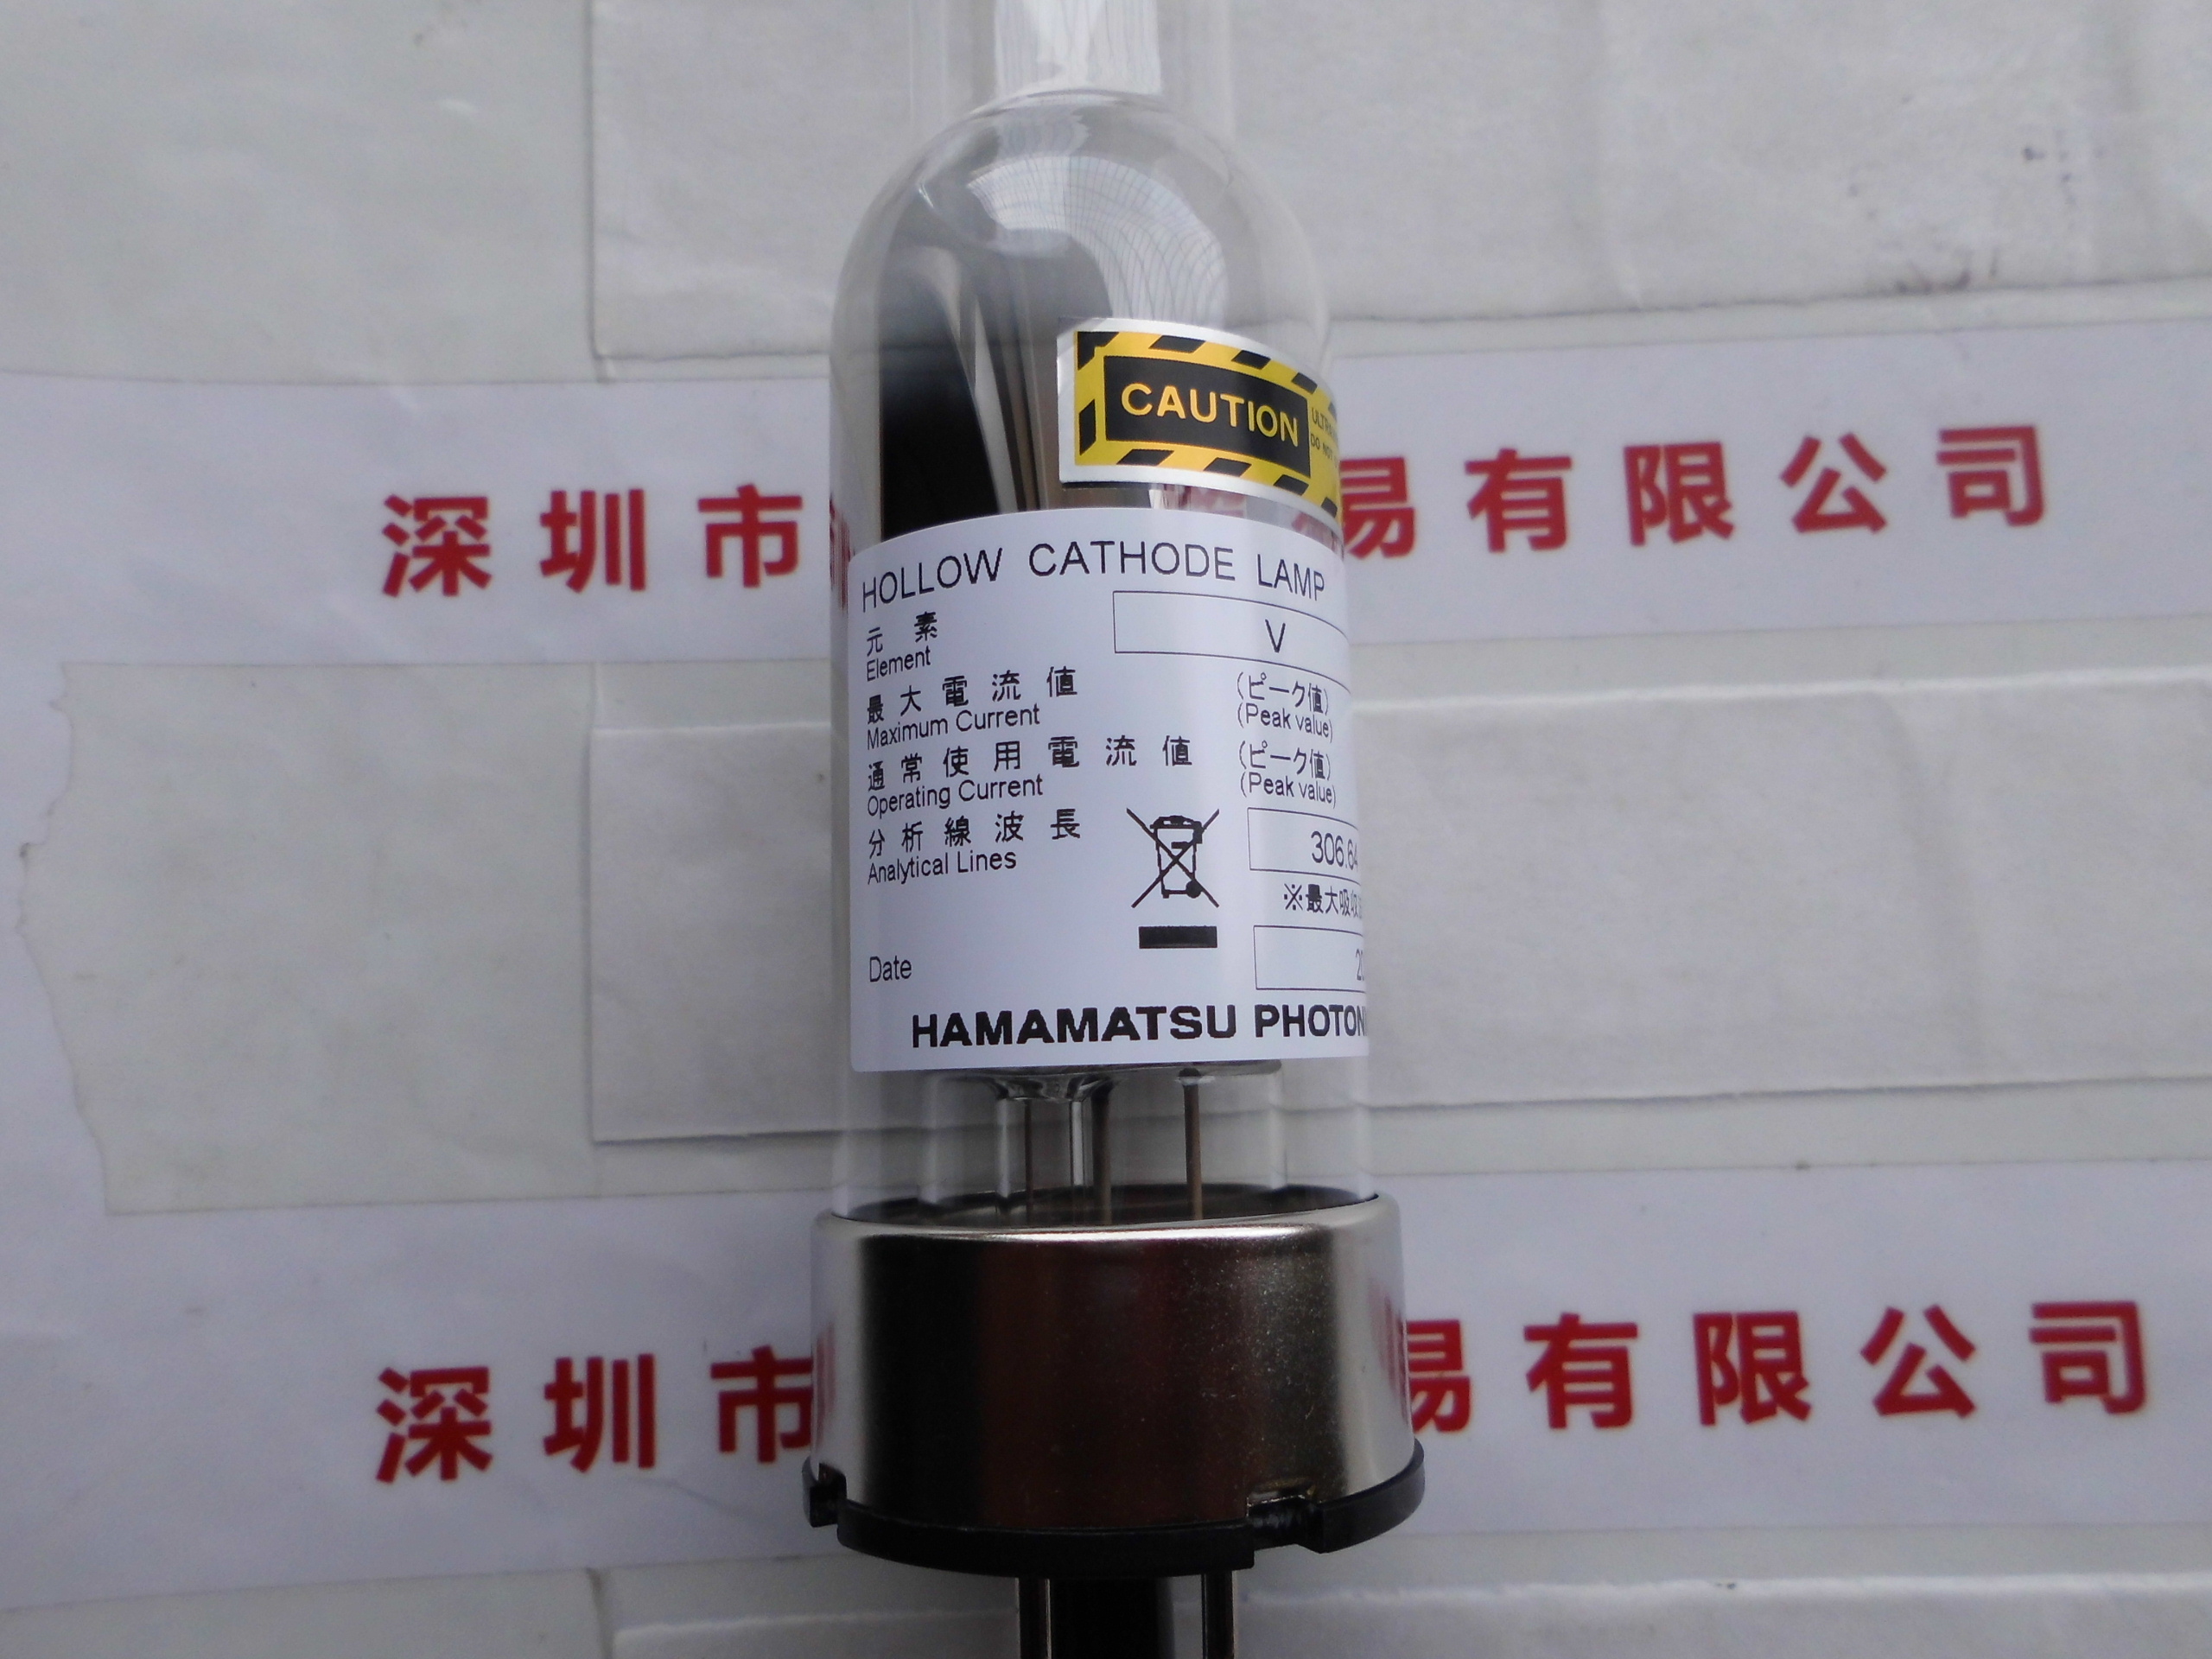 CAUTION
DO NOT
深圳市 易有限公司
HOLLOW CATHODE LAMP
元素 V
Element
最大電流値 (ピーク値)
Maximum Current (Peak value)
通常使用電流値 (ピーク値)
Operating Current (Peak value)
分析線波長 306.64
Analytical Lines
※最大吸収
Date
HAMAMATSU
深圳市 易有限公司